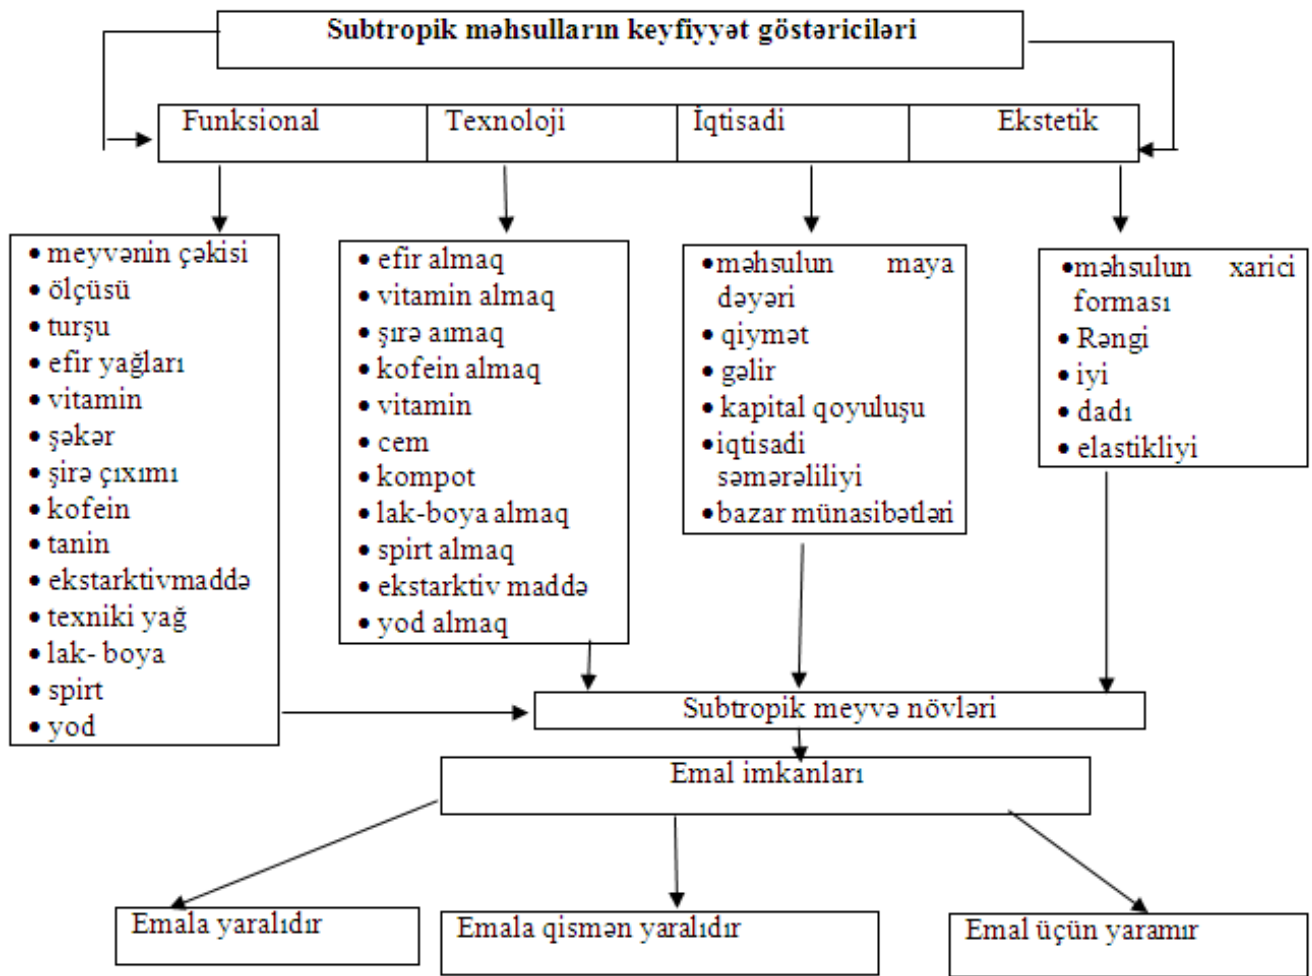 Subtropik məhsulların keyfiyyət göstəriciləri
Funksional
Texnoloji
İqtisadi
Ekstetik
• meyvənin çəkisi
• ölçüsü
• turşu
• efir yağları
• vitamin
• şəkər
• şirə çıxımı
• kofein
• tanin
• ekstarktivmaddə
• texniki yağ
• lak- boya
• spirt
• yod
• efir almaq
• vitamin almaq
• şırə aımaq
• kofein almaq
• vitamin
• cem
• kompot
• lak-boya almaq
• spirt almaq
• ekstarktiv maddə
• yod almaq
• məhsulun maya
dəyəri
• qiymət
• gəlir
• kapital qoyuluşu
• iqtisadi
səmərəliliyi
• bazar münasibətləri
• məhsulun xarici
forması
• Rəngi
• iyi
• dadı
• elastikliyi
Subtropik meyvə növləri
Emal imkanları
Emala yaralıdır
Emala qismən yaralıdır
Emal üçün yaramır